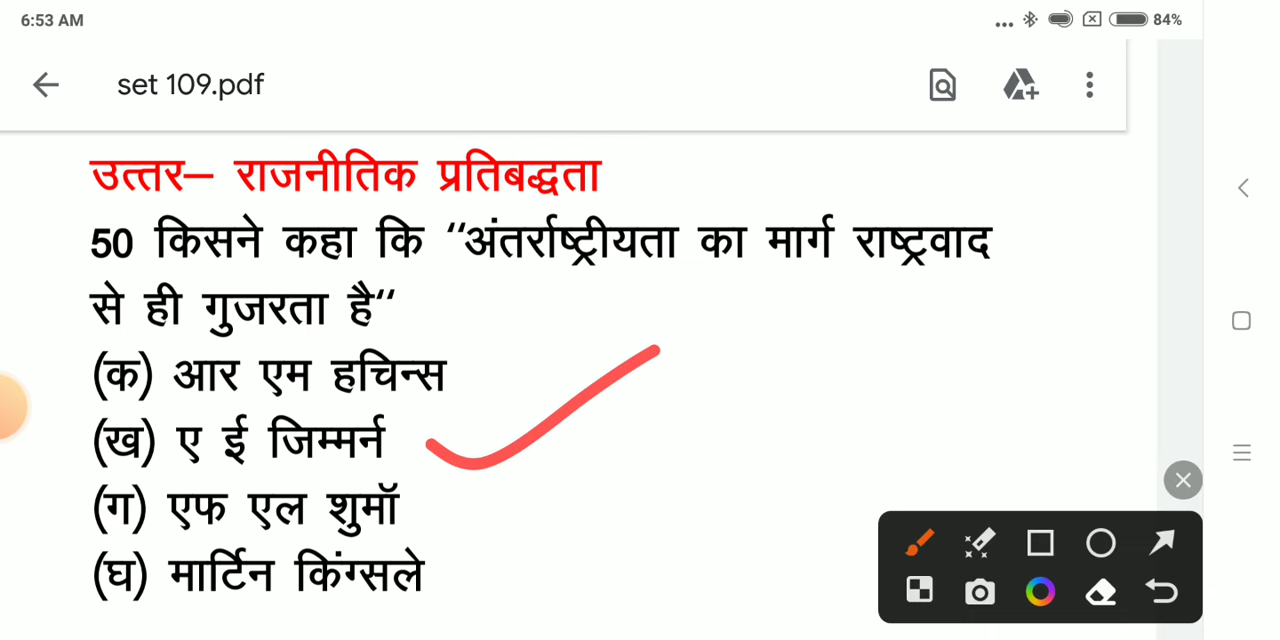 6:53 AM
84%
set 109.pdf
उत्तर– राजनीतिक प्रतिबद्धता
50 किसने कहा कि “अंतर्राष्ट्रीयता का मार्ग राष्ट्रवाद
से ही गुजरता है“
(क) आर एम हचिन्स
(ख) ए ई जिम्मर्न
(ग) एफ एल शुमॉ
(घ) मार्टिन किंग्सले